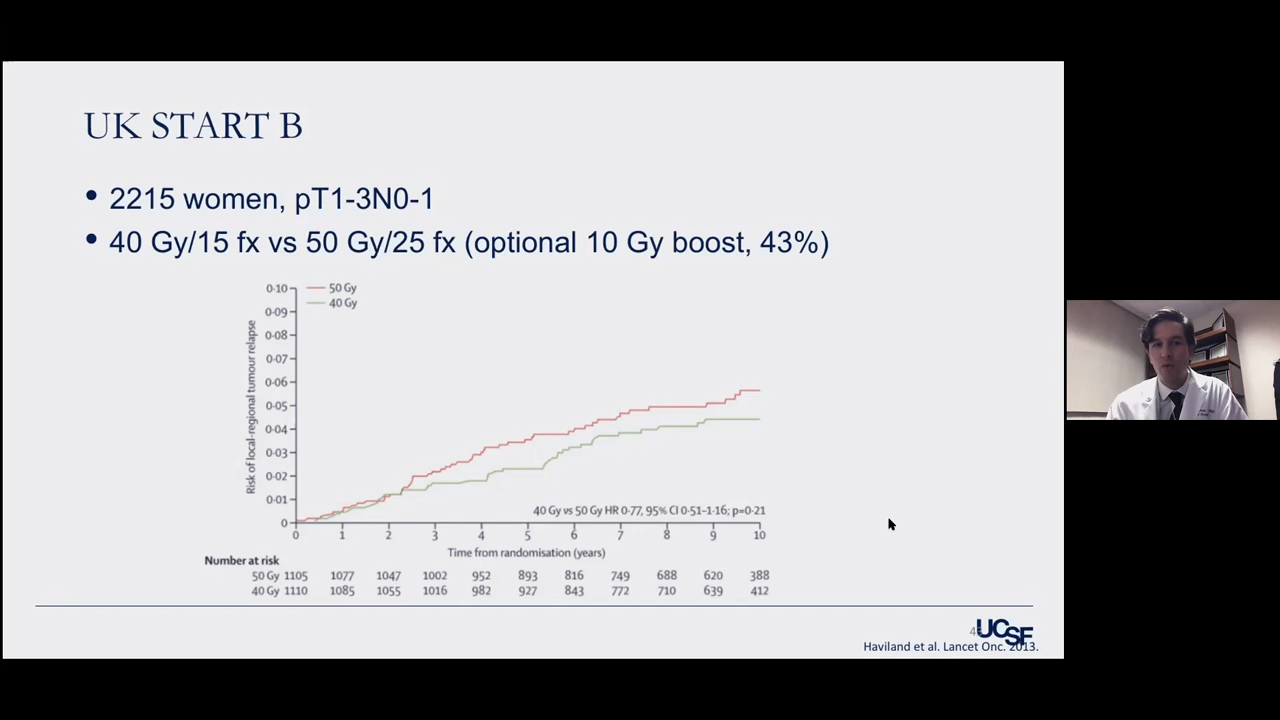 UK START B
• 2215 women, pT1-3N0-1
• 40 Gy/15 fx vs 50 Gy/25 fx (optional 10 Gy boost, 43%)
50 Gy
40 Gy
0·10
0·09
0·08
0·07
0·06
0·05
0·04
0·03
0·02
0·01
0
Risk of local-regional tumour relapse
40 Gy vs 50 Gy HR 0·77, 95% CI 0·51–1·16; p=0·21
0 1 2 3 4 5 6 7 8 9 10
Time from randomisation (years)
Number at risk
50 Gy 1105 1077 1047 1002 952 893 816 749 688 620 388
40 Gy 1110 1085 1055 1016 982 927 843 772 710 639 412
UCSF
Haviland et al. Lancet Onc. 2013.